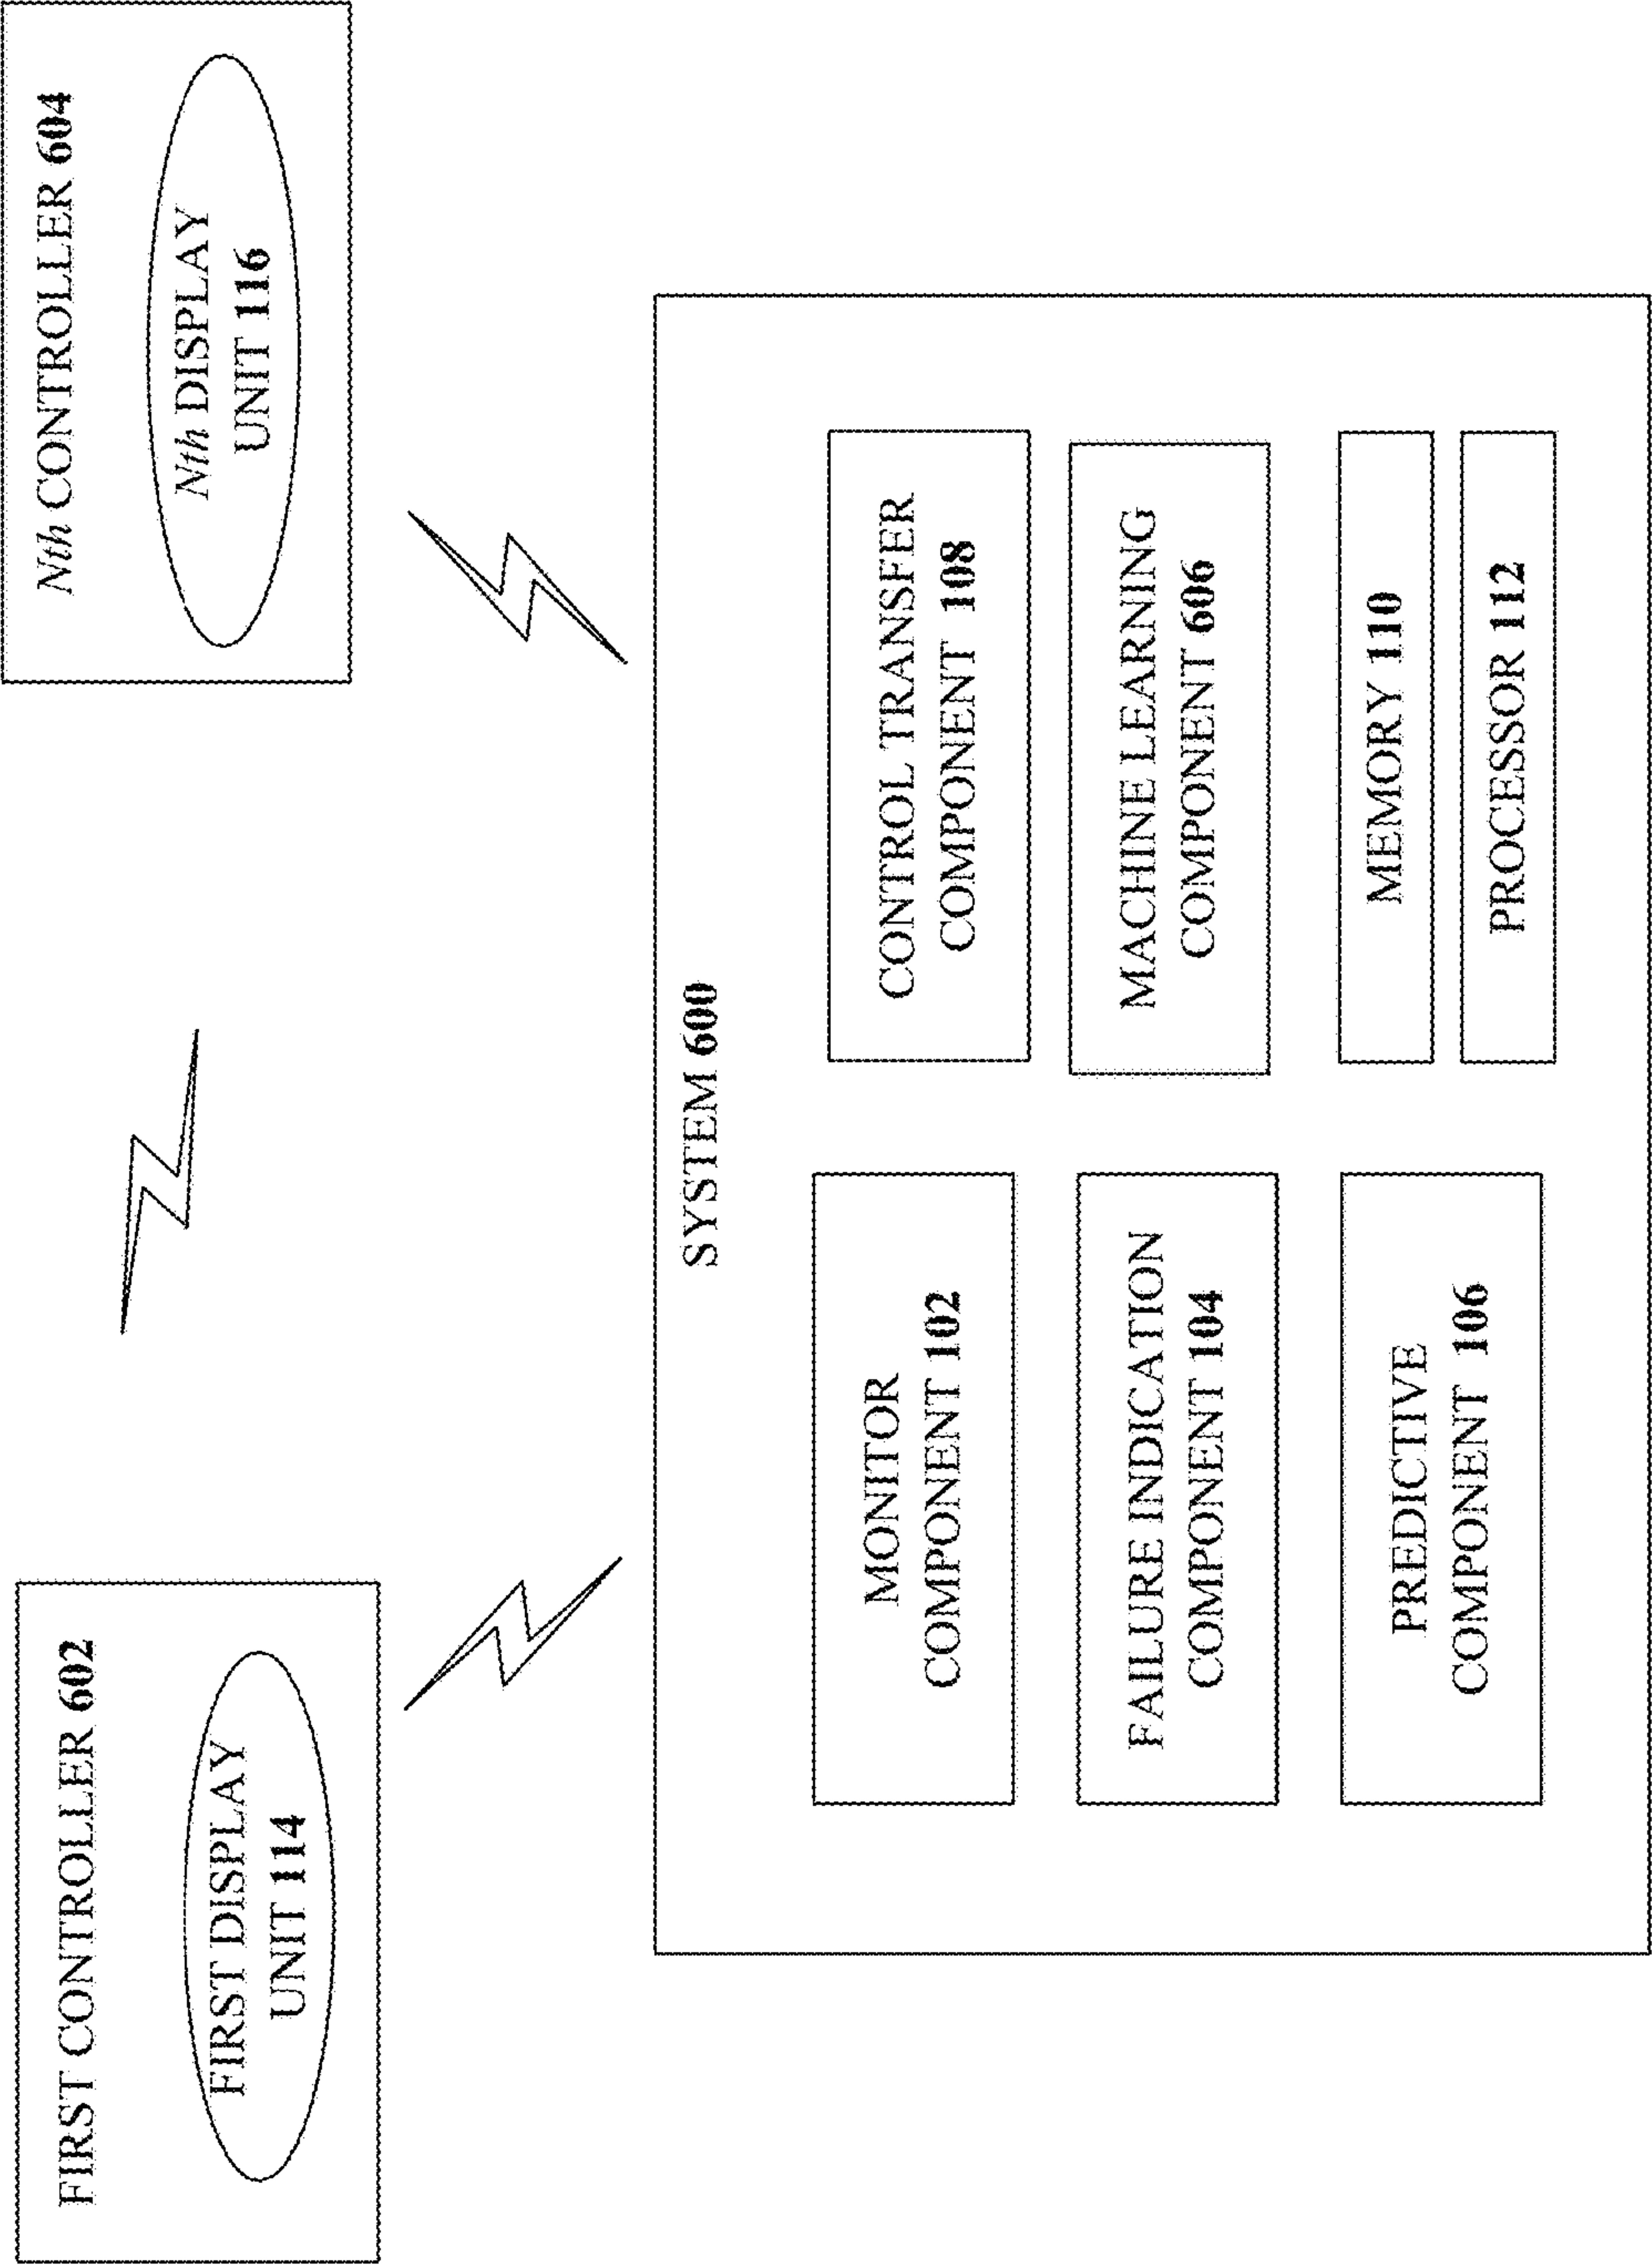 FIRST CONTROLLER 602
FIRST DISPLAY
UNIT 114
Nth CONTROLLER 604
Nth DISPLAY
UNIT 116
SYSTEM 600
MONITOR
COMPONENT 102
CONTROL TRANSFER
COMPONENT 108
FAILURE INDICATION
COMPONENT 104
MACHINE LEARNING
COMPONENT 606
PREDICTIVE
COMPONENT 106
MEMORY 110
PROCESSOR 112